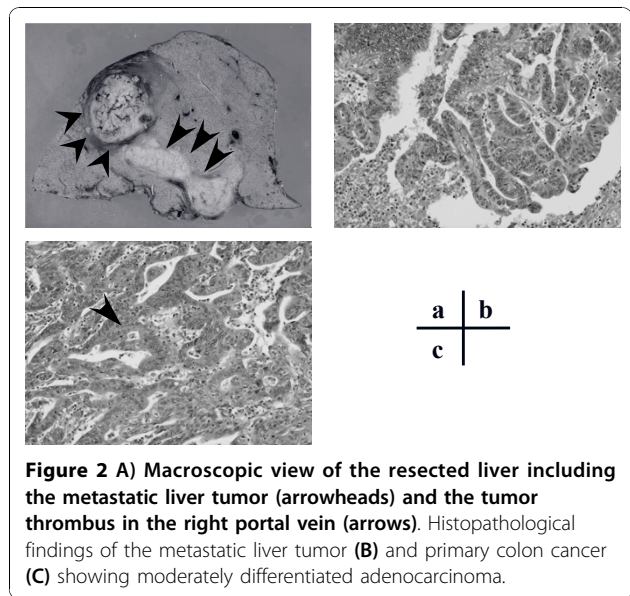 a b
c
Figure 2 A) Macroscopic view of the resected liver including
the metastatic liver tumor (arrowheads) and the tumor
thrombus in the right portal vein (arrows). Histopathological
findings of the metastatic liver tumor (B) and primary colon cancer
(C) showing moderately differentiated adenocarcinoma.